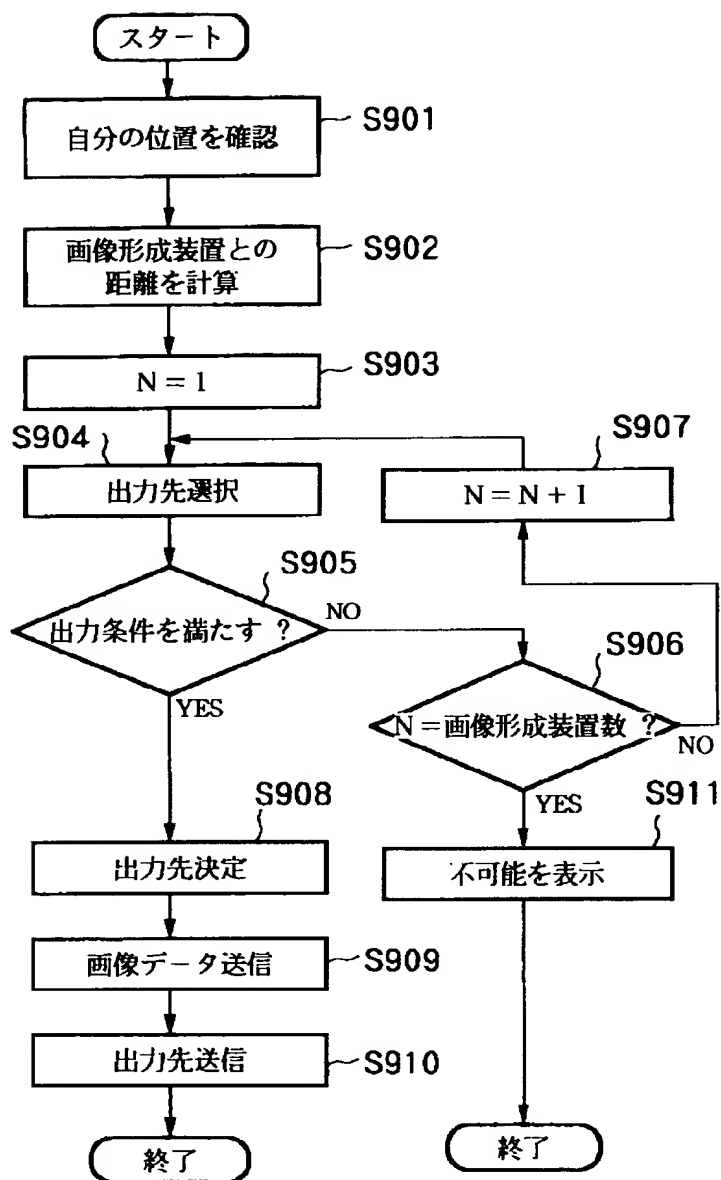 スタート
自分の位置を確認
S901
画像形成装置との
距離を計算
S902
N = 1
S903
S904
出力先選択
S907
N = N + 1
S905
出力条件を満たす ?
NO
YES
S906
N = 画像形成装置数 ?
NO
YES
S908
出力先決定
S911
不可能を表示
画像データ送信
S909
出力先送信
S910
終了
終了